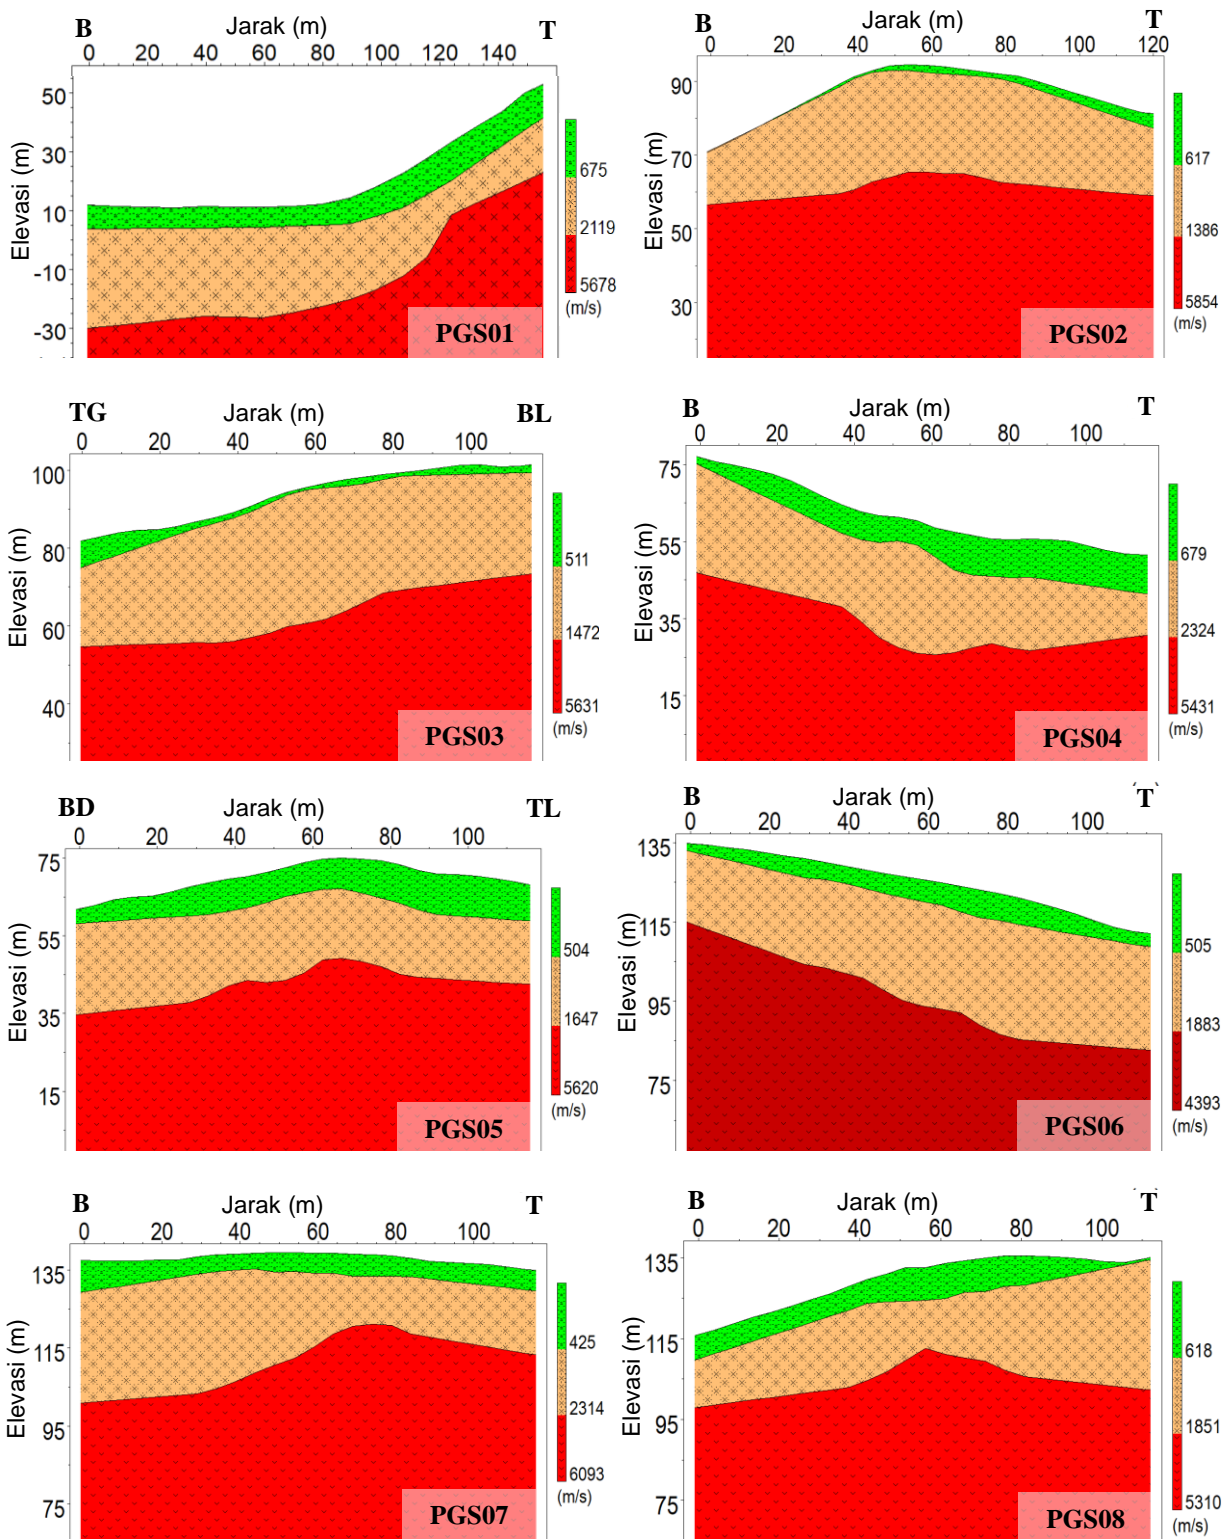 B Jarak (m) T
0 20 40 60 80 100 120 140
Elevasi (m)
50
30
10
-10
-30
675
2119
5678
(m/s)
PGS01
B Jarak (m) T
0 20 40 60 80 100 120
Elevasi (m)
90
70
50
30
617
1386
5854
(m/s)
PGS02
TG Jarak (m) BL
0 20 40 60 80 100
Elevasi (m)
100
80
60
40
511
1472
5631
(m/s)
PGS03
B Jarak (m) T
0 20 40 60 80 100
Elevasi (m)
75
55
35
15
679
2324
5431
(m/s)
PGS04
BD Jarak (m) TL
0 20 40 60 80 100
Elevasi (m)
75
55
35
15
504
1647
5620
(m/s)
PGS05
B Jarak (m) T
0 20 40 60 80 100
Elevasi (m)
135
115
95
75
505
1883
4393
(m/s)
PGS06
B Jarak (m) T
0 20 40 60 80 100
Elevasi (m)
135
115
95
75
425
2314
6093
(m/s)
PGS07
B Jarak (m) T
0 20 40 60 80 100
Elevasi (m)
135
115
95
75
618
1851
5310
(m/s)
PGS08